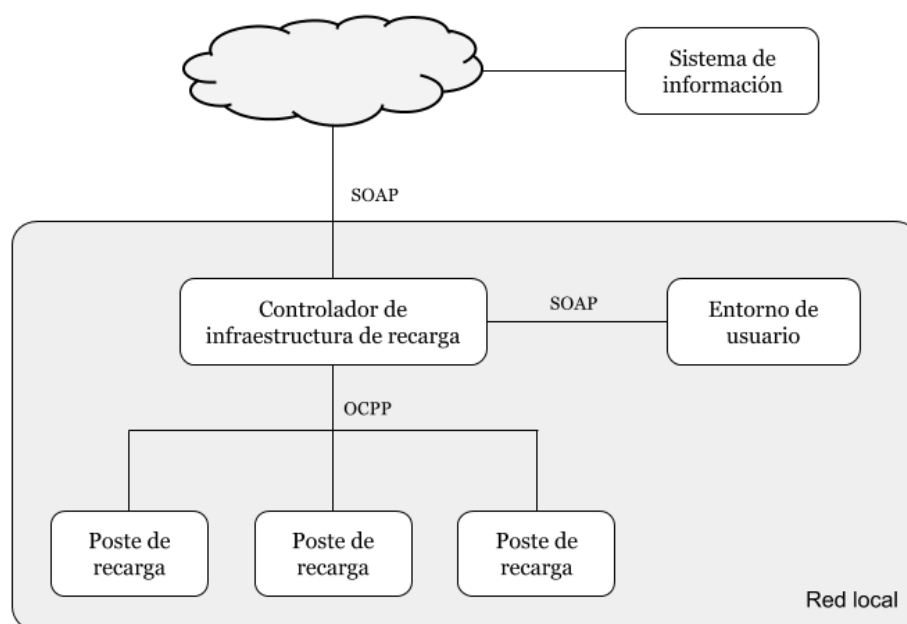 Sistema de
información
SOAP
Controlador de
infraestructura de recarga
SOAP
Entorno de
usuario
OCPP
Poste de
recarga
Poste de
recarga
Poste de
recarga
Red local